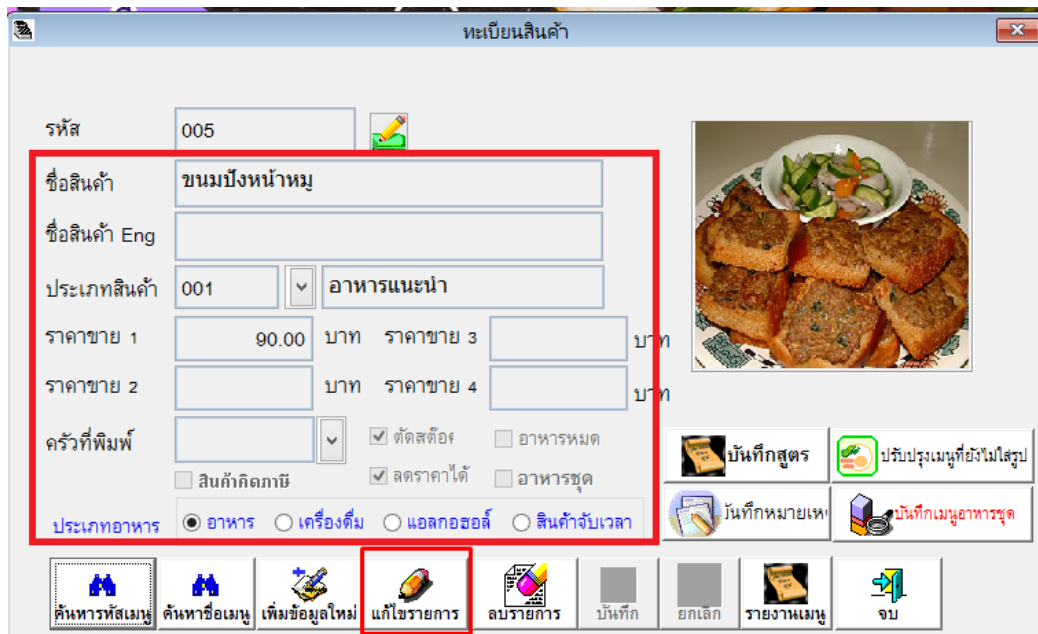 ทะเบียนสินค้า
รหัส 005
ชื่อสินค้า ขนมปังหน้าหมู
ชื่อสินค้า Eng
ประเภทสินค้า 001 อาหารแนะนำ
ราคาขาย 1 90.00 บาท ราคาขาย 3 บาท
ราคาขาย 2 บาท ราคาขาย 4 บาท
ครัวที่พิมพ์ ตัดสต๊อ อาหารหมด
สินค้าคิดภาษี ลดราคาได้ อาหารชุด
ประเภทอาหาร อาหาร เครื่องดื่ม แอลกอฮอล์ สินค้าจับเวลา
บันทึกสูตร ปรับปรุงเมนูที่ยังไม่ใส่รูป
ันทึกหมายเห บันทึกเมนูอาหารชุด
ค้นหารหัสเมนู ค้นหาชื่อเมนู เพิ่มข้อมูลใหม่ แก้ไขรายการ ลบรายการ บันทึก ยกเลิก รายงานเมนู จบ